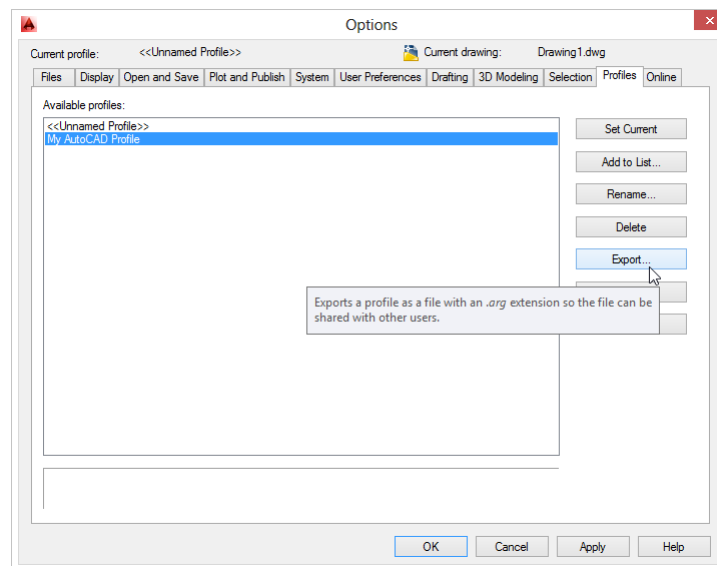 Options
Current profile: <<Unnamed Profile>> Current drawing: Drawing1.dwg
Files Display Open and Save Plot and Publish System User Preferences Drafting 3D Modeling Selection Profiles Online
Available profiles:
<<Unnamed Profile>>
My AutoCAD Profile
Set Current
Add to List...
Rename...
Delete
Export...
Exports a profile as a file with an .arg extension so the file can be
shared with other users.
OK Cancel Apply Help